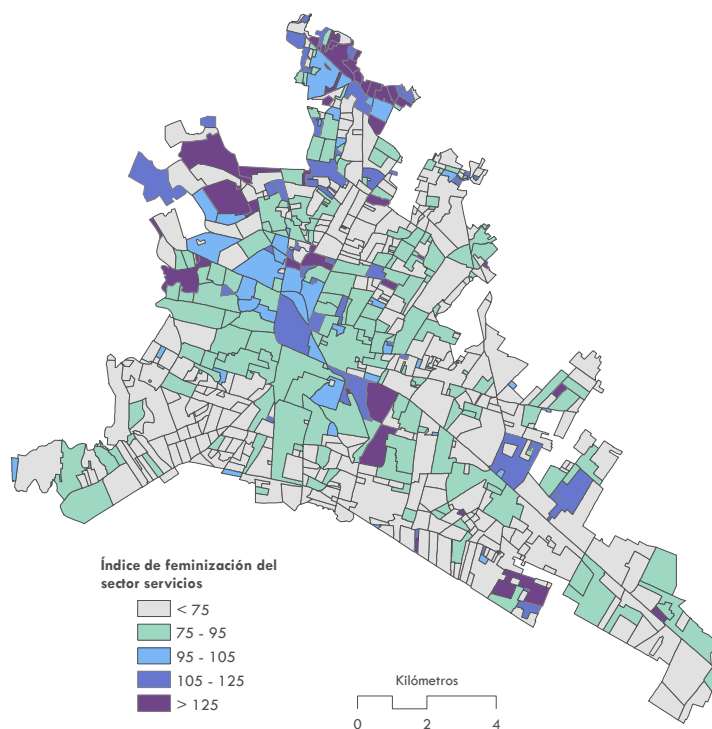 Índice de feminización del
sector servicios
< 75
75 - 95
95 - 105
105 - 125
> 125
Kilómetros
0 2 4